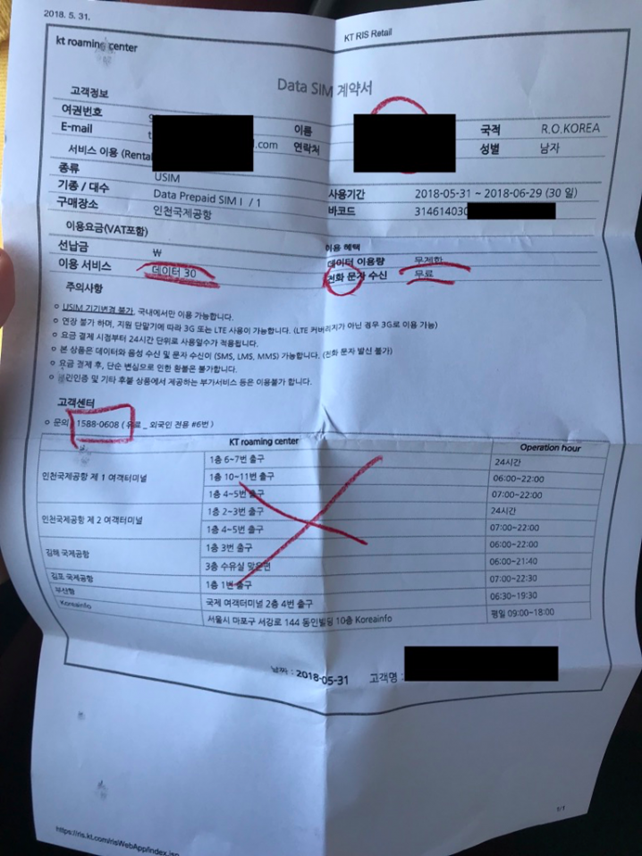 2018. 5. 31.
KT RIS Retail
kt roaming center
Data SIM 계약서
고객정보
여권번호 9 이름 국적 R.O.KOREA
E-mail t .com 연락처 성별 남자
서비스 이용 (Rental
종류 USIM
기종 / 대수 Data Prepaid SIM I / 1 사용기간 2018-05-31 ~ 2018-06-29 (30 일)
구매장소 인천국제공항 바코드 314614030
이용요금(VAT포함) 이용 혜택
선납금 ₩ 데이터 이용량 무제한
이용 서비스 데이터 30 전화 문자 수신 무료
주의사항
o USIM 기기변경 불가, 국내에서만 이용 가능합니다.
o 연장 불가 하며, 지원 단말기에 따라 3G 또는 LTE 사용이 가능합니다. (LTE 커버리지가 아닌 경우 3G로 이용 가능)
o 요금 결제 시점부터 24시간 단위로 사용일수가 적용됩니다.
o 본 상품은 데이터와 음성 수신 및 문자 수신이 (SMS, LMS, MMS) 가능합니다. (전화 문자 발신 불가)
o 요금 결제 후, 단순 변심으로 인한 환불은 불가합니다.
o 본인인증 및 기타 후불 상품에서 제공하는 부가서비스 등은 이용불가 합니다.
고객센터
o 문의 1588-0608 (유료_ 외국인 전용 #6번)
KT roaming center Operation hour
인천국제공항 제 1 여객터미널 1층 6~7번 출구 24시간
1층 10~11번 출구 06:00~22:00
1층 4~5번 출구 07:00~22:00
인천국제공항 제 2 여객터미널 1층 2~3번 출구 24시간
1층 4~5번 출구 07:00~22:00
김해 국제공항 1층 3번 출구 06:00~22:00
3층 수유실 맞은편 06:00~21:40
김포 국제공항 1층 1번 출구 07:00~22:30
부산항 국제 여객터미널 2층 4번 출구 06:30~19:30
Koreainfo 서울시 마포구 서강로 144 동인빌딩 10층 Koreainfo 평일 09:00~18:00
날짜 : 2018-05-31 고객명 :
https://ris.kt.com/risWebApp/index.jsp
1/1